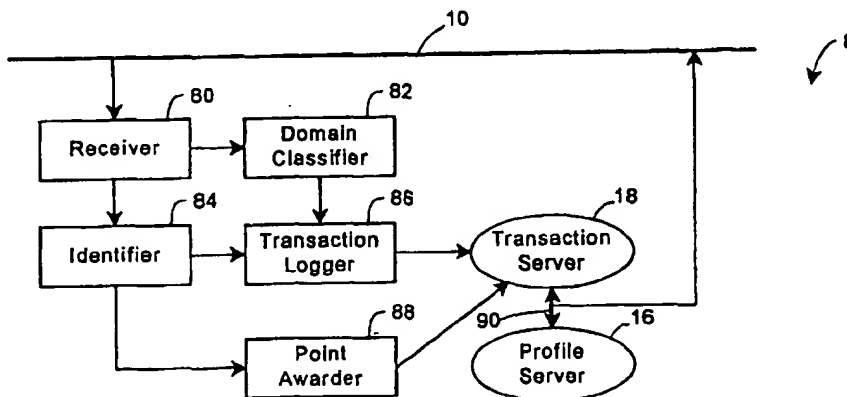 10
8
80
82
Receiver
Domain
Classifier
84
86
18
Identifier
Transaction
Logger
Transaction
Server
88
90
16
Point
Awarder
Profile
Server